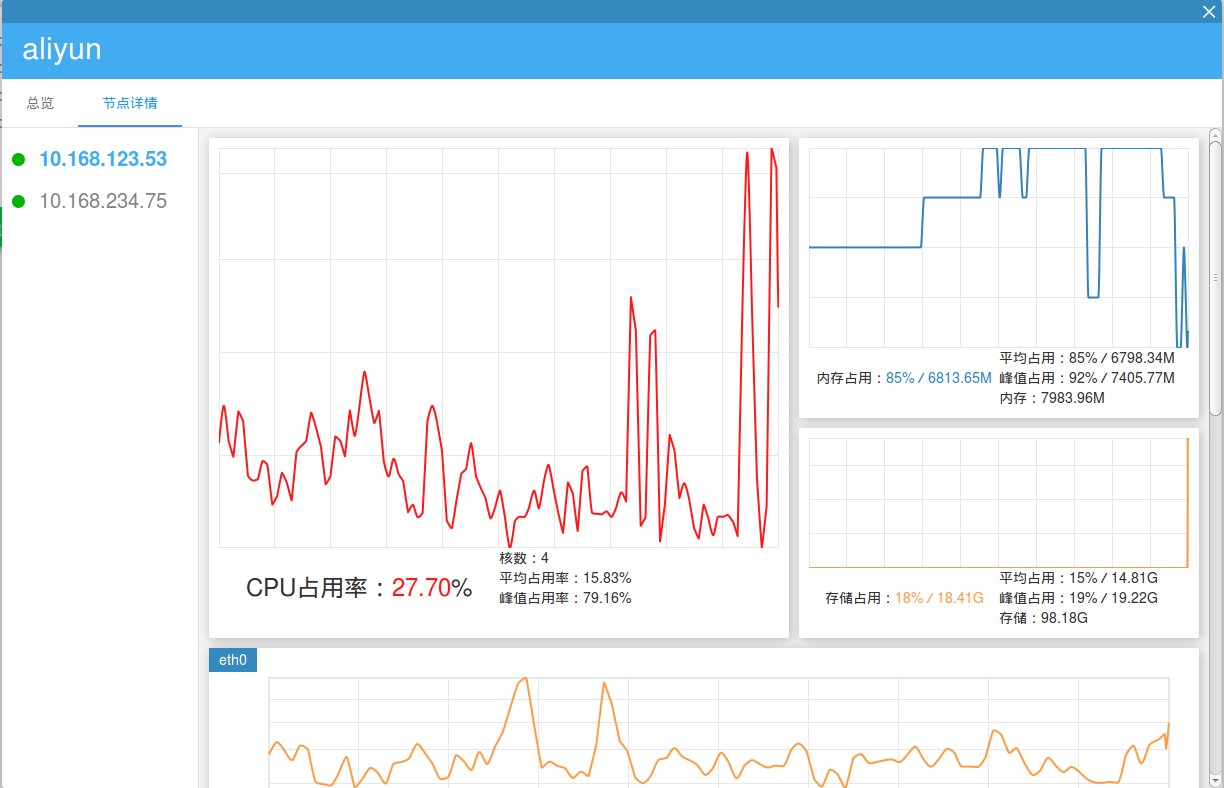 aliyun
总览
节点详情
10.168.123.53
10.168.234.75
核数：4
CPU占用率：27.70%
平均占用率：15.83%
峰值占用率：79.16%
内存占用：85% / 6813.65M
平均占用：85% / 6798.34M
峰值占用：92% / 7405.77M
内存：7983.96M
存储占用：18% / 18.41G
平均占用：15% / 14.81G
峰值占用：19% / 19.22G
存储：98.18G
eth0